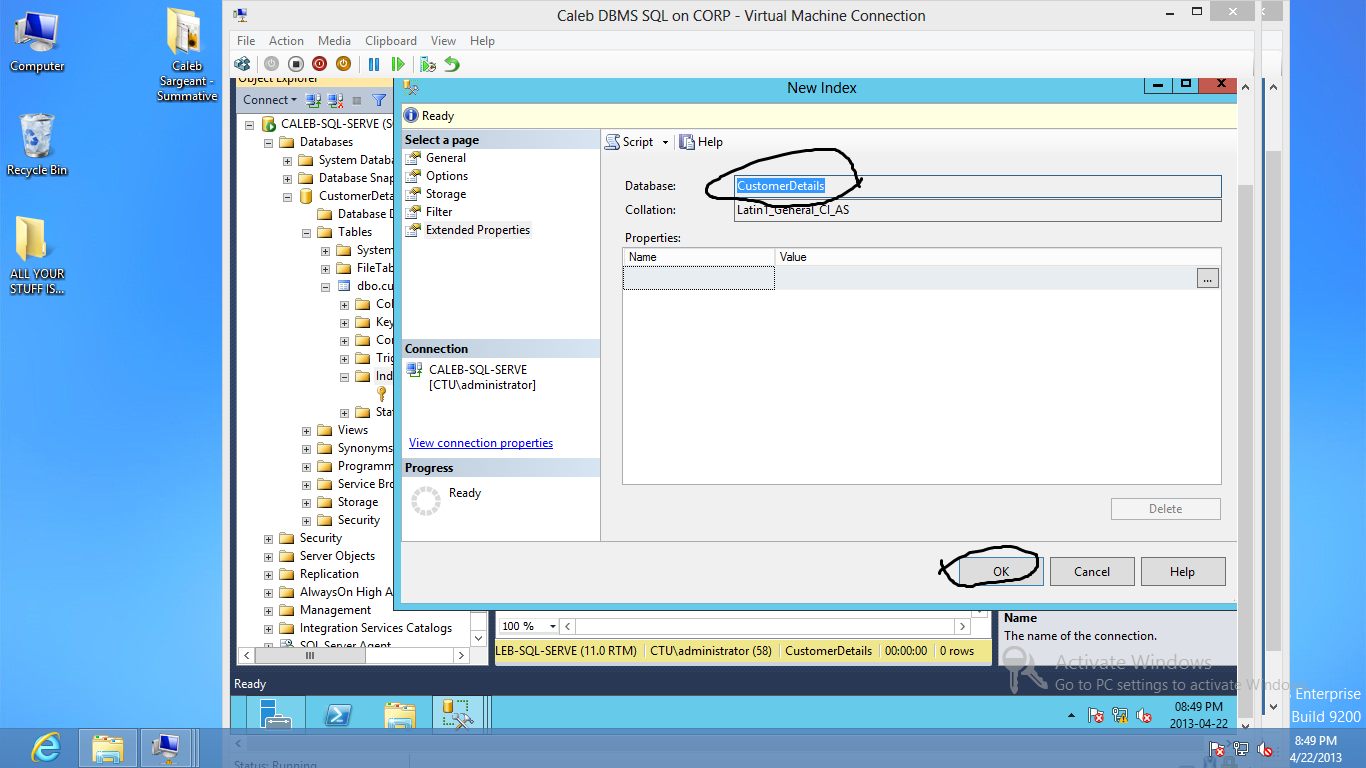 Computer
Caleb
Sargeant -
Summative
Recycle Bin
ALL YOUR
STUFF IS...
Caleb DBMS SQL on CORP - Virtual Machine Connection
File Action Media Clipboard View Help
Object Explorer
Connect
CALEB-SQL-SERVE (S
Databases
System Databa
Database Snap
CustomerDeta
Database D
Tables
System
FileTab
dbo.cu
Col
Key
Con
Trig
Ind
Stat
Views
Synonyms
Programm
Service Bro
Storage
Security
Security
Server Objects
Replication
AlwaysOn High A
Management
Integration Services Catalogs
SQL Server Agent
New Index
Ready
Select a page
General
Options
Storage
Filter
Extended Properties
Connection
CALEB-SQL-SERVE
[CTU\administrator]
View connection properties
Progress
Ready
Script Help
Database: CustomerDetails
Collation: Latin1_General_CI_AS
Properties:
Name Value
...
Delete
OK Cancel Help
100 %
LEB-SQL-SERVE (11.0 RTM) CTU\administrator (58) CustomerDetails 00:00:00 0 rows
Name
The name of the connection.
Activate Windows
Go to PC settings to activate Windows
Ready
08:49 PM
2013-04-22
Enterprise
Build 9200
8:49 PM
4/22/2013
Status: Running